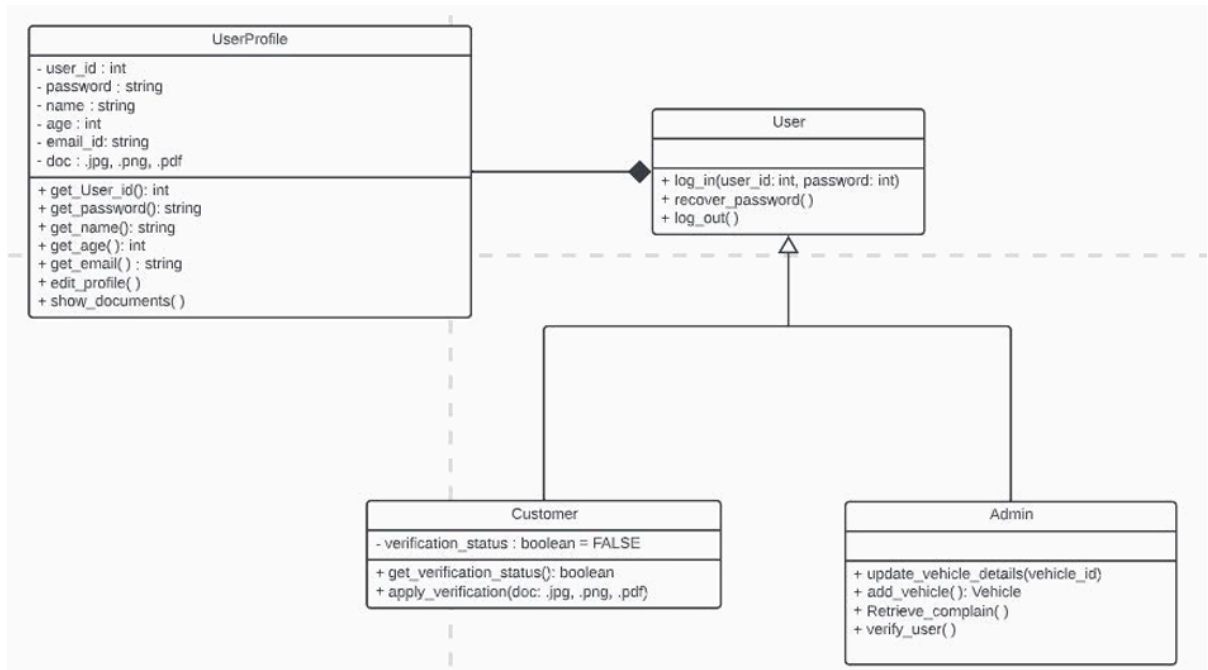 UserProfile
- user_id : int
- password : string
- name : string
- age : int
- email_id: string
- doc : .jpg, .png, .pdf
+ get_User_id(): int
+ get_password(): string
+ get_name(): string
+ get_age( ): int
+ get_email( ) : string
+ edit_profile( )
+ show_documents( )
User
+ log_in(user_id: int, password: int)
+ recover_password( )
+ log_out( )
Customer
- verification_status : boolean = FALSE
+ get_verification_status(): boolean
+ apply_verification(doc: .jpg, .png, .pdf)
Admin
+ update_vehicle_details(vehicle_id)
+ add_vehicle( ): Vehicle
+ Retrieve_complain( )
+ verify_user( )